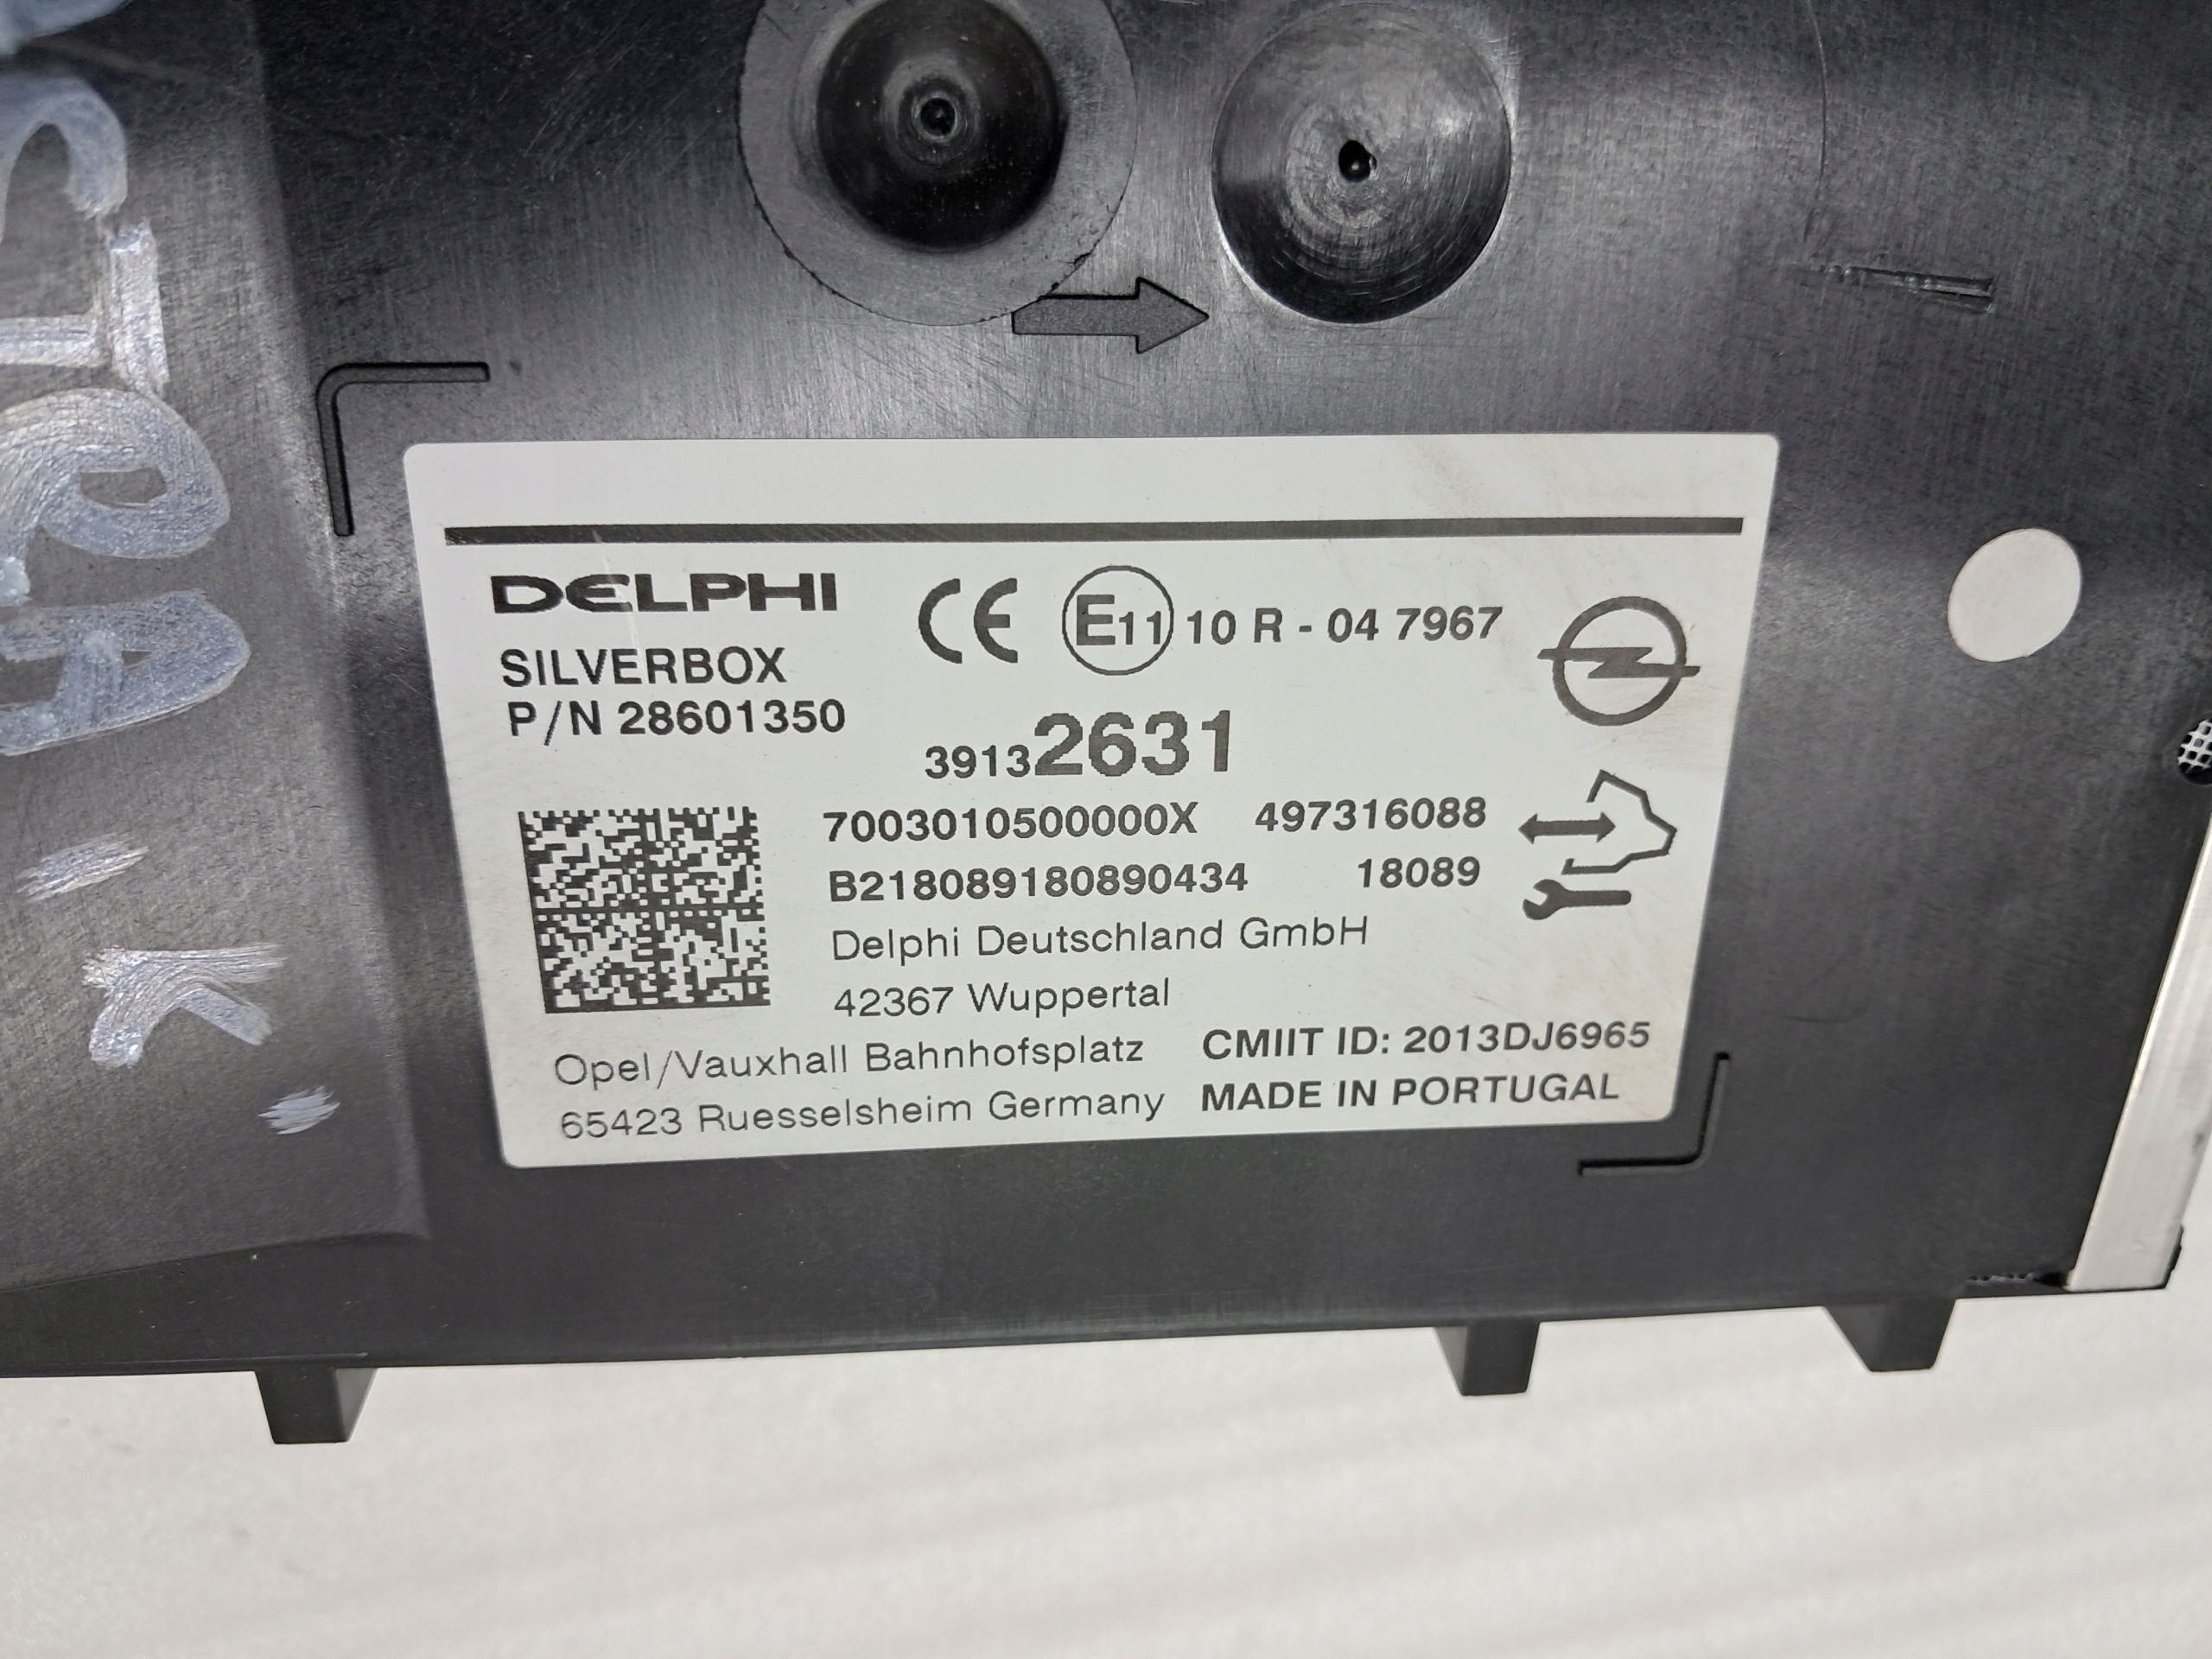 DELPHI
SILVERBOX
P/N 28601350
CE E11 10 R - 04 7967
39132631
7003010500000X 497316088
B218089180890434 18089
Delphi Deutschland GmbH
42367 Wuppertal
Opel/Vauxhall Bahnhofsplatz
65423 Ruesselsheim Germany
CMIIT ID: 2013DJ6965
MADE IN PORTUGAL
K